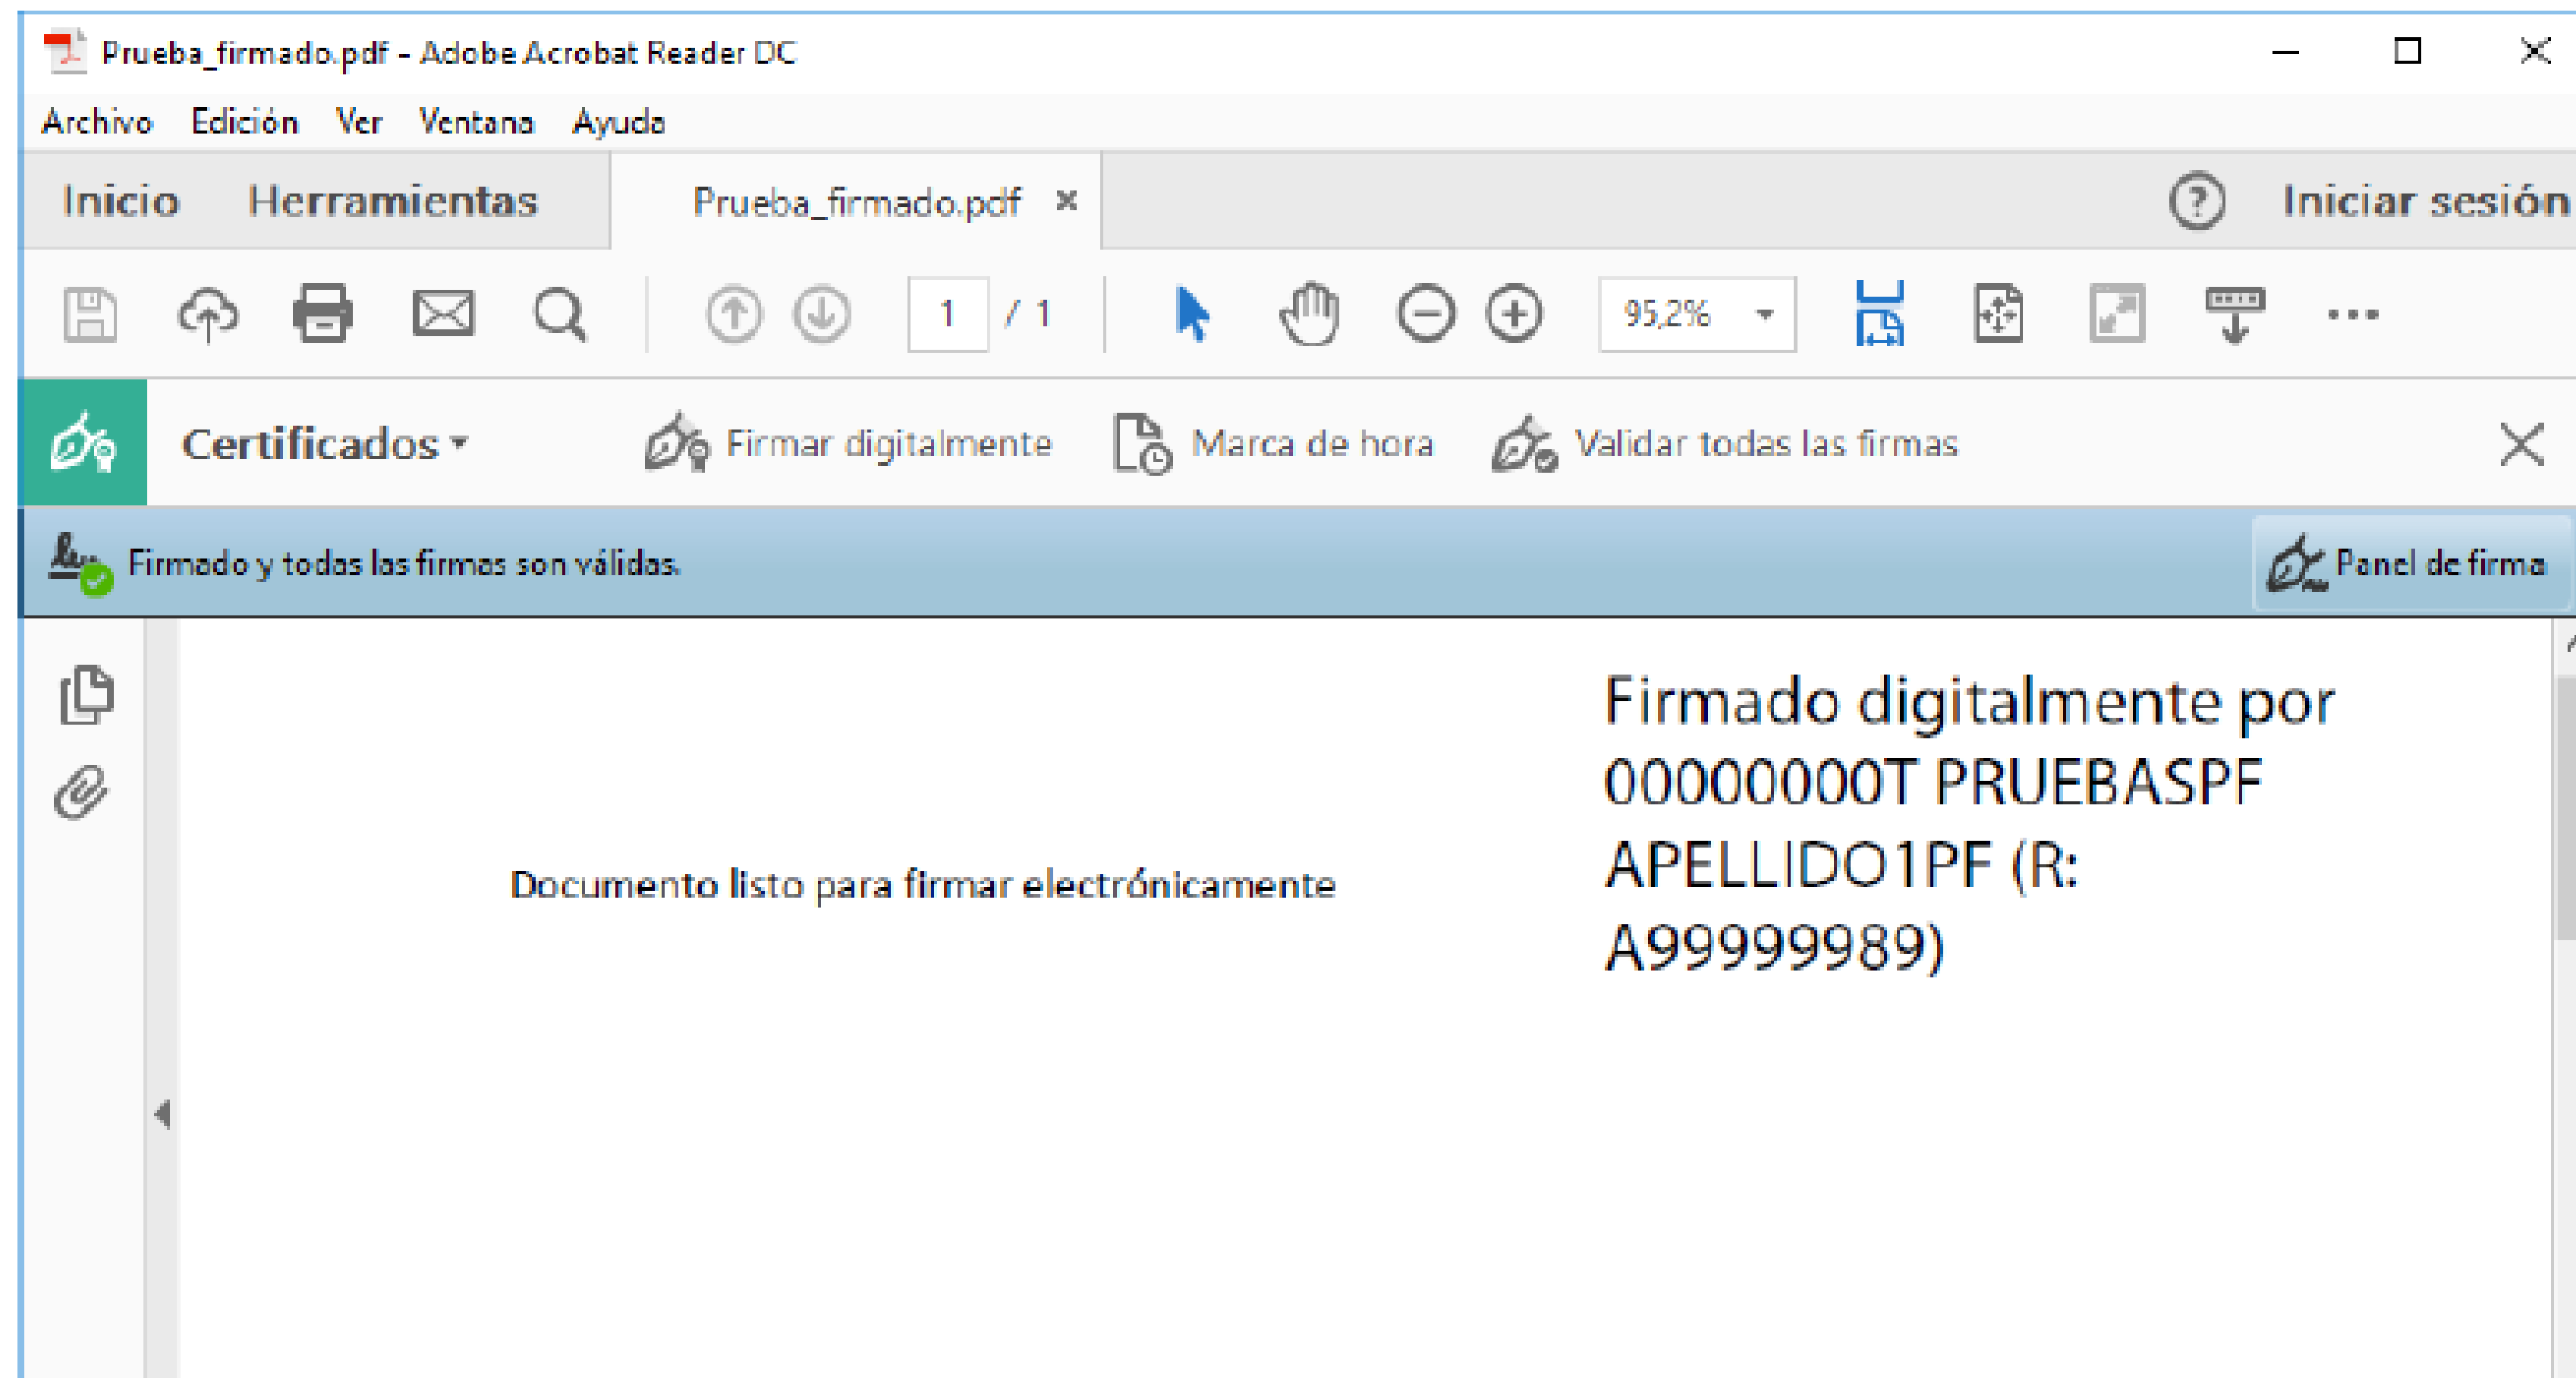 Prueba_firmado.pdf - Adobe Acrobat Reader DC
Archivo Edición Ver Ventana Ayuda
Inicio Herramientas Prueba_firmado.pdf × ? Iniciar sesión
1 / 1 95,2%
Certificados Firmar digitalmente Marca de hora Validar todas las firmas
Firmado y todas las firmas son válidas. Panel de firma
Firmado digitalmente por
00000000T PRUEBASPF
Documento listo para firmar electrónicamente
APELLIDO1PF (R:
A99999989)